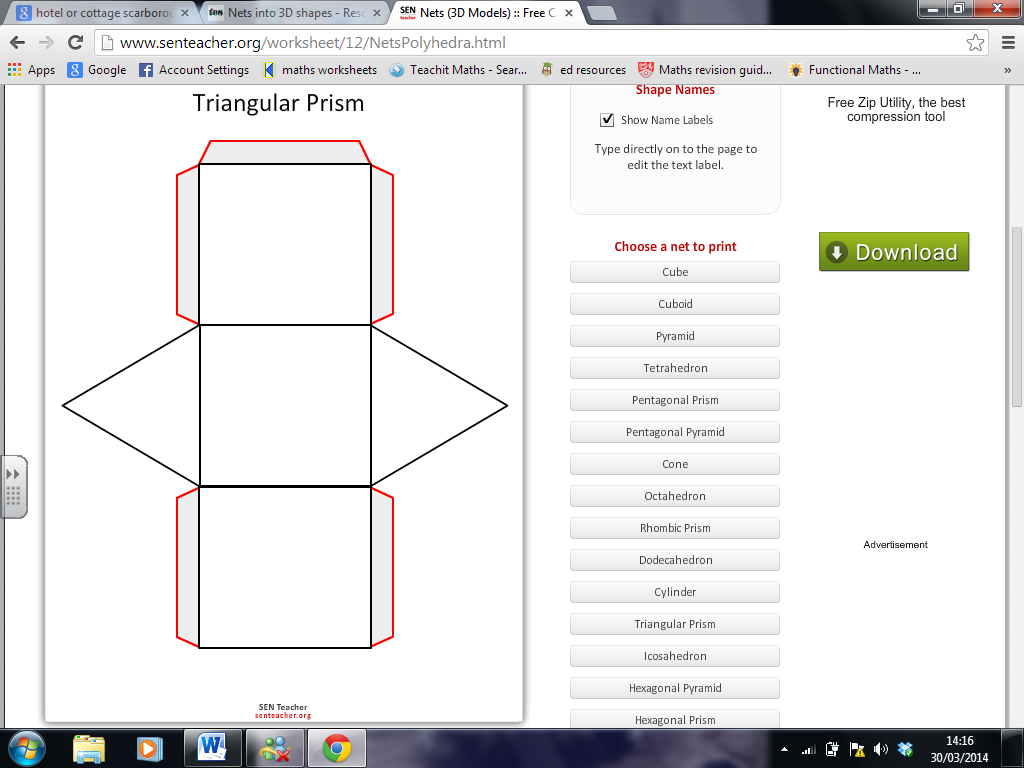 hotel or cottage scarborou
tes Nets into 3D shapes - Reso
SEN teacher Nets (3D Models) :: Free C
www.senteacher.org/worksheet/12/NetsPolyhedra.html
Apps
Google
Account Settings
maths worksheets
Teachit Maths - Sear...
ed resources
Maths revision guid...
Functional Maths - ...
»
Triangular Prism
SEN Teacher
senteacher.org
Shape Names
Show Name Labels
Type directly on to the page to
edit the text label.
Choose a net to print
Cube
Cuboid
Pyramid
Tetrahedron
Pentagonal Prism
Pentagonal Pyramid
Cone
Octahedron
Rhombic Prism
Dodecahedron
Cylinder
Triangular Prism
Icosahedron
Hexagonal Pyramid
Hexagonal Prism
Free Zip Utility, the best
compression tool
Download
Advertisement
14:16
30/03/2014